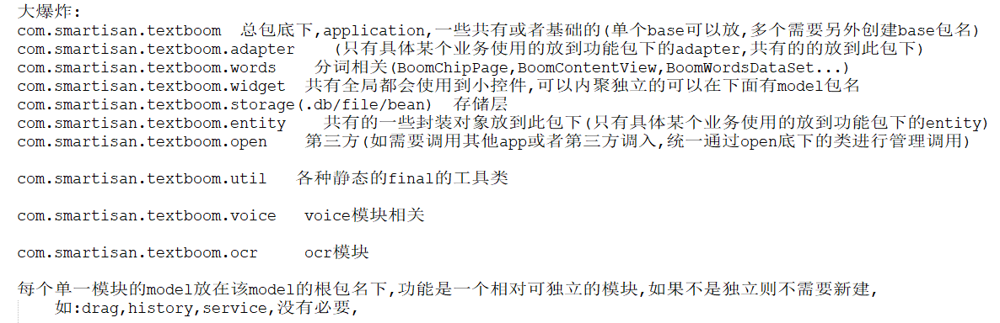 大爆炸:
com.smartisan.textboom 总包底下,application,一些共有或者基础的(单个base可以放,多个需要另外创建base包名)
com.smartisan.textboom.adapter (只有具体某个业务使用的放到功能包下的adapter,共有的的放到此包下)
com.smartisan.textboom.words 分词相关(BoomChipPage,BoomContentView,BoomWordsDataSet...)
com.smartisan.textboom.widget 共有全局都会使用到小控件,可以内聚独立的可以在下面有model包名
com.smartisan.textboom.storage(.db/file/bean) 存储层
com.smartisan.textboom.entity 共有的一些封装对象放到此包下(只有具体某个业务使用的放到功能包下的entity)
com.smartisan.textboom.open 第三方(如需要调用其他app或者第三方调入,统一通过open底下的类进行管理调用)
com.smartisan.textboom.util 各种静态的final的工具类
com.smartisan.textboom.voice voice模块相关
com.smartisan.textboom.ocr ocr模块
每个单一模块的model放在该model的根包名下,功能是一个相对可独立的模块,如果不是独立则不需要新建,
如:drag,history,service,没有必要,